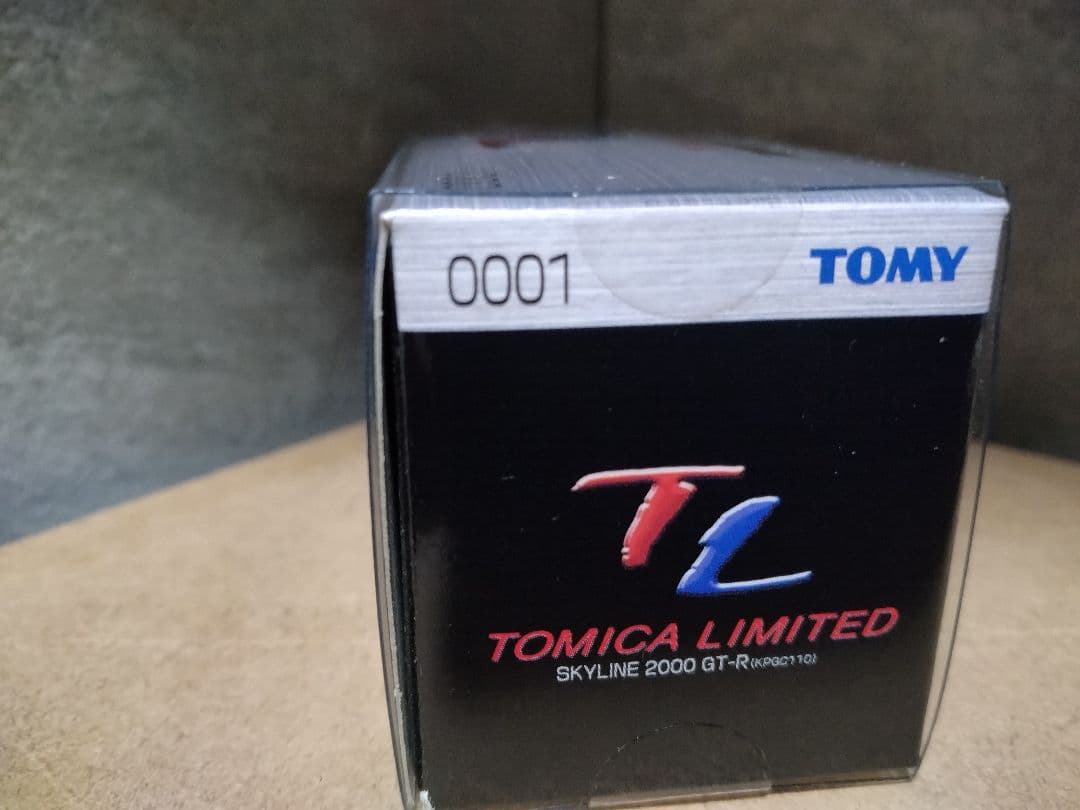 0001
TOMY
TL
TOMICA LIMITED
SKYLINE 2000 GT-R(KPGC110)